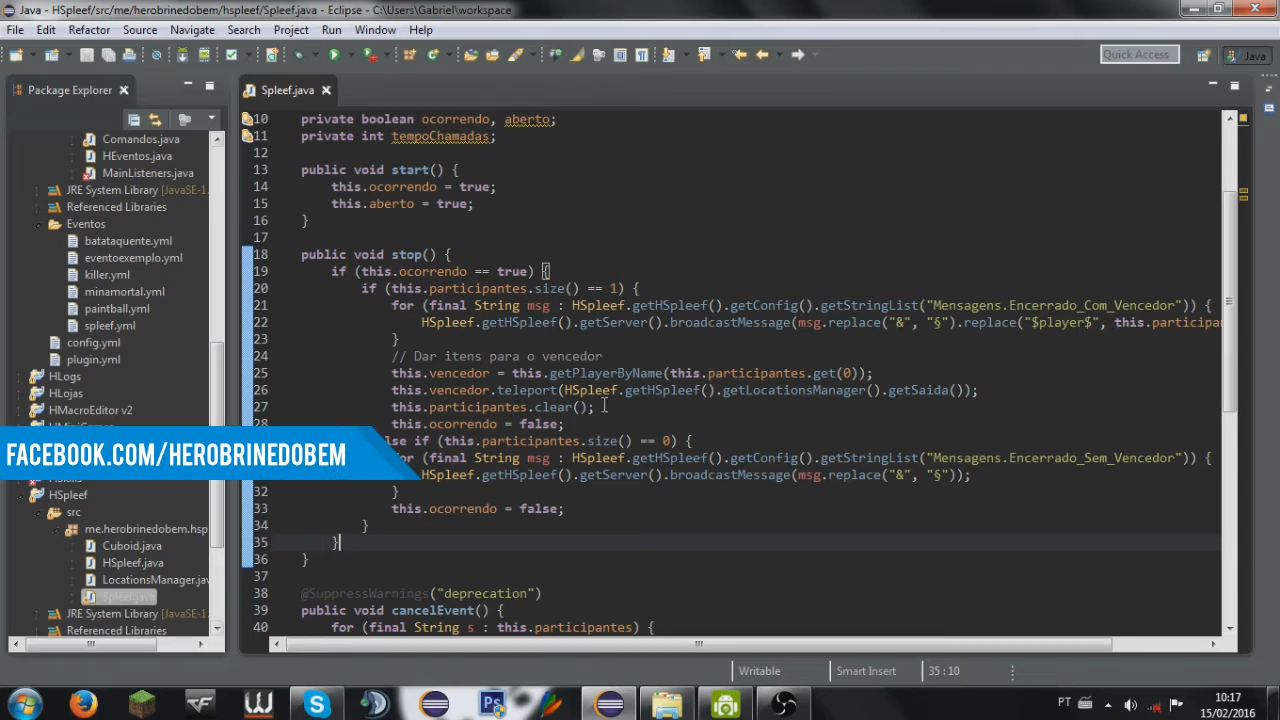 Java - HSpleef/src/me/herobrinedobem/hspleef/Spleef.java - Eclipse - C:\Users\Gabriel\workspace
File Edit Refactor Source Navigate Search Project Run Window Help
Quick Access
Java
Package Explorer
Spleef.java
Comandos.java
HEventos.java
MainListeners.java
JRE System Library [JavaSE-1.
Referenced Libraries
Eventos
batataquente.yml
eventoexemplo.yml
killer.yml
minamortal.yml
paintball.yml
spleef.yml
config.yml
plugin.yml
HLogs
HLojas
HMacroEditor v2
FACEBOOK.COM/HEROBRINEDOBEM
HSpleef
src
me.herobrinedobem.hsp
Cuboid.java
HSpleef.java
LocationsManager.jav
Spleef.java
JRE System Library [JavaSE-1.
Referenced Libraries
10 private boolean ocorrendo, aberto;
11 private int tempoChamadas;
12
13 public void start() {
14 this.ocorrendo = true;
15 this.aberto = true;
16 }
17
18 public void stop() {
19 if (this.ocorrendo == true) {
20 if (this.participantes.size() == 1) {
21 for (final String msg : HSpleef.getHSpleef().getConfig().getStringList("Mensagens.Encerrado_Com_Vencedor")) {
22 HSpleef.getHSpleef().getServer().broadcastMessage(msg.replace("&", "§").replace("$player$", this.participa
23 }
24 // Dar itens para o vencedor
25 this.vencedor = this.getPlayerByName(this.participantes.get(0));
26 this.vencedor.teleport(HSpleef.getHSpleef().getLocationsManager().getSaida());
27 this.participantes.clear();
28 this.ocorrendo = false;
lse if (this.participantes.size() == 0) {
or (final String msg : HSpleef.getHSpleef().getConfig().getStringList("Mensagens.Encerrado_Sem_Vencedor")) {
HSpleef.getHSpleef().getServer().broadcastMessage(msg.replace("&", "§"));
32 }
33 this.ocorrendo = false;
34 }
35 }
36 }
37
38 @SuppressWarnings("deprecation")
39 public void cancelEvent() {
40 for (final String s : this.participantes) {
Writable Smart Insert 35 : 10
PT
10:17
15/02/2016